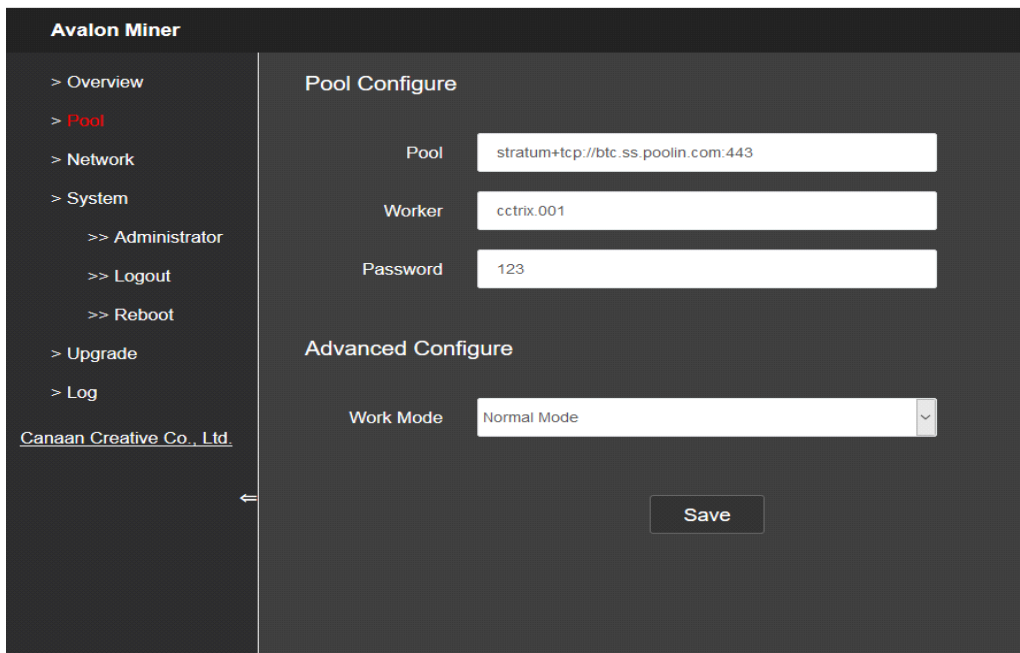 Avalon Miner
> Overview
> Pool
> Network
> System
>> Administrator
>> Logout
>> Reboot
> Upgrade
> Log
Canaan Creative Co., Ltd.
⇐
Pool Configure
Pool stratum+tcp://btc.ss.poolin.com:443
Worker cctrix.001
Password 123
Advanced Configure
Work Mode Normal Mode
Save